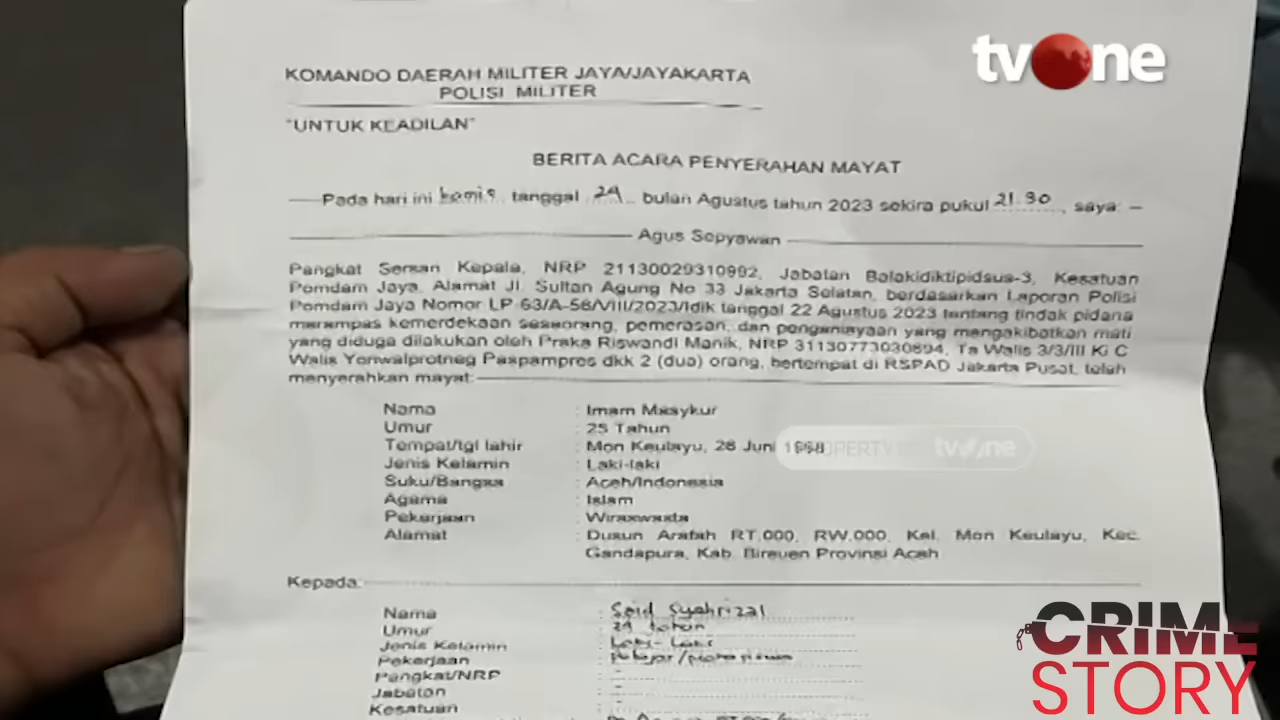 tvOne
KOMANDO DAERAH MILITER JAYA/JAYAKARTA
POLISI MILITER
"UNTUK KEADILAN"
BERITA ACARA PENYERAHAN MAYAT
Pada hari ini kamis, tanggal 24 bulan Agustus tahun 2023 sekira pukul 21.30, saya: –
Agus Sopyawan
Pangkat Sersan Kepala, NRP 21130029310992, Jabatan Balakidiktipidsus-3, Kesatuan
Pomdam Jaya, Alamat Jl. Sultan Agung No 33 Jakarta Selatan, berdasarkan Laporan Polisi
Pomdam Jaya Nomor LP-63/A-56/VIII/2023/Idik tanggal 22 Agustus 2023 tentang tindak pidana
merampas kemerdekaan seseorang, pemerasan, dan penganiayaan yang mengakibatkan mati
yang diduga dilakukan oleh Praka Riswandi Manik, NRP 31130773030894, Ta Walis 3/3/III Ki C
Walis Yonwalprotneg Paspampres dkk 2 (dua) orang, bertempat di RSPAD Jakarta Pusat, telah
menyerahkan mayat:
Nama : Imam Masykur
Umur : 25 Tahun
Tempat/tgl lahir : Mon Keulayu, 28 Juni 1998
PROPERTY tvOne
Jenis Kelamin : Laki-laki
Suku/Bangsa : Aceh/Indonesia
Agama : Islam
Pekerjaan : Wiraswasta
Alamat : Dusun Arafah RT.000, RW.000, Kel. Mon Keulayu, Kec.
Gandapura, Kab. Bireuen Provinsi Aceh
Kepada:
Nama : Said Syahrizal
Umur : 24 tahun
Jenis Kelamin : Laki-Laki
Pekerjaan : Pelajar/mahasiswa
Pangkat/NRP : -
Jabatan : -
Kesatuan : -
CRIME
STORY